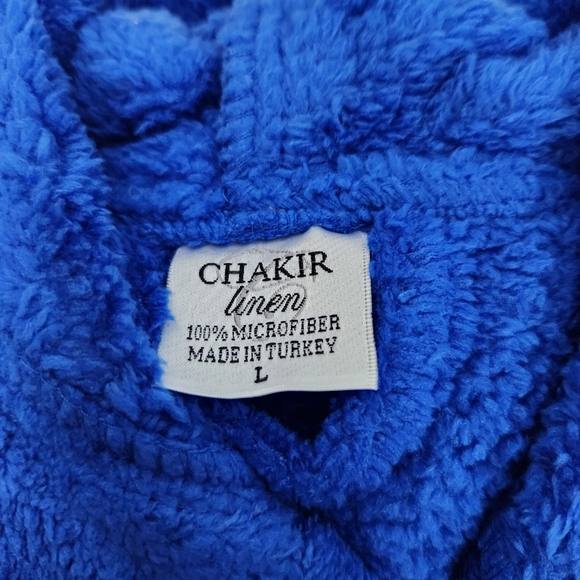 CHAKIR
linen
100% MICROFIBER
MADE IN TURKEY
L